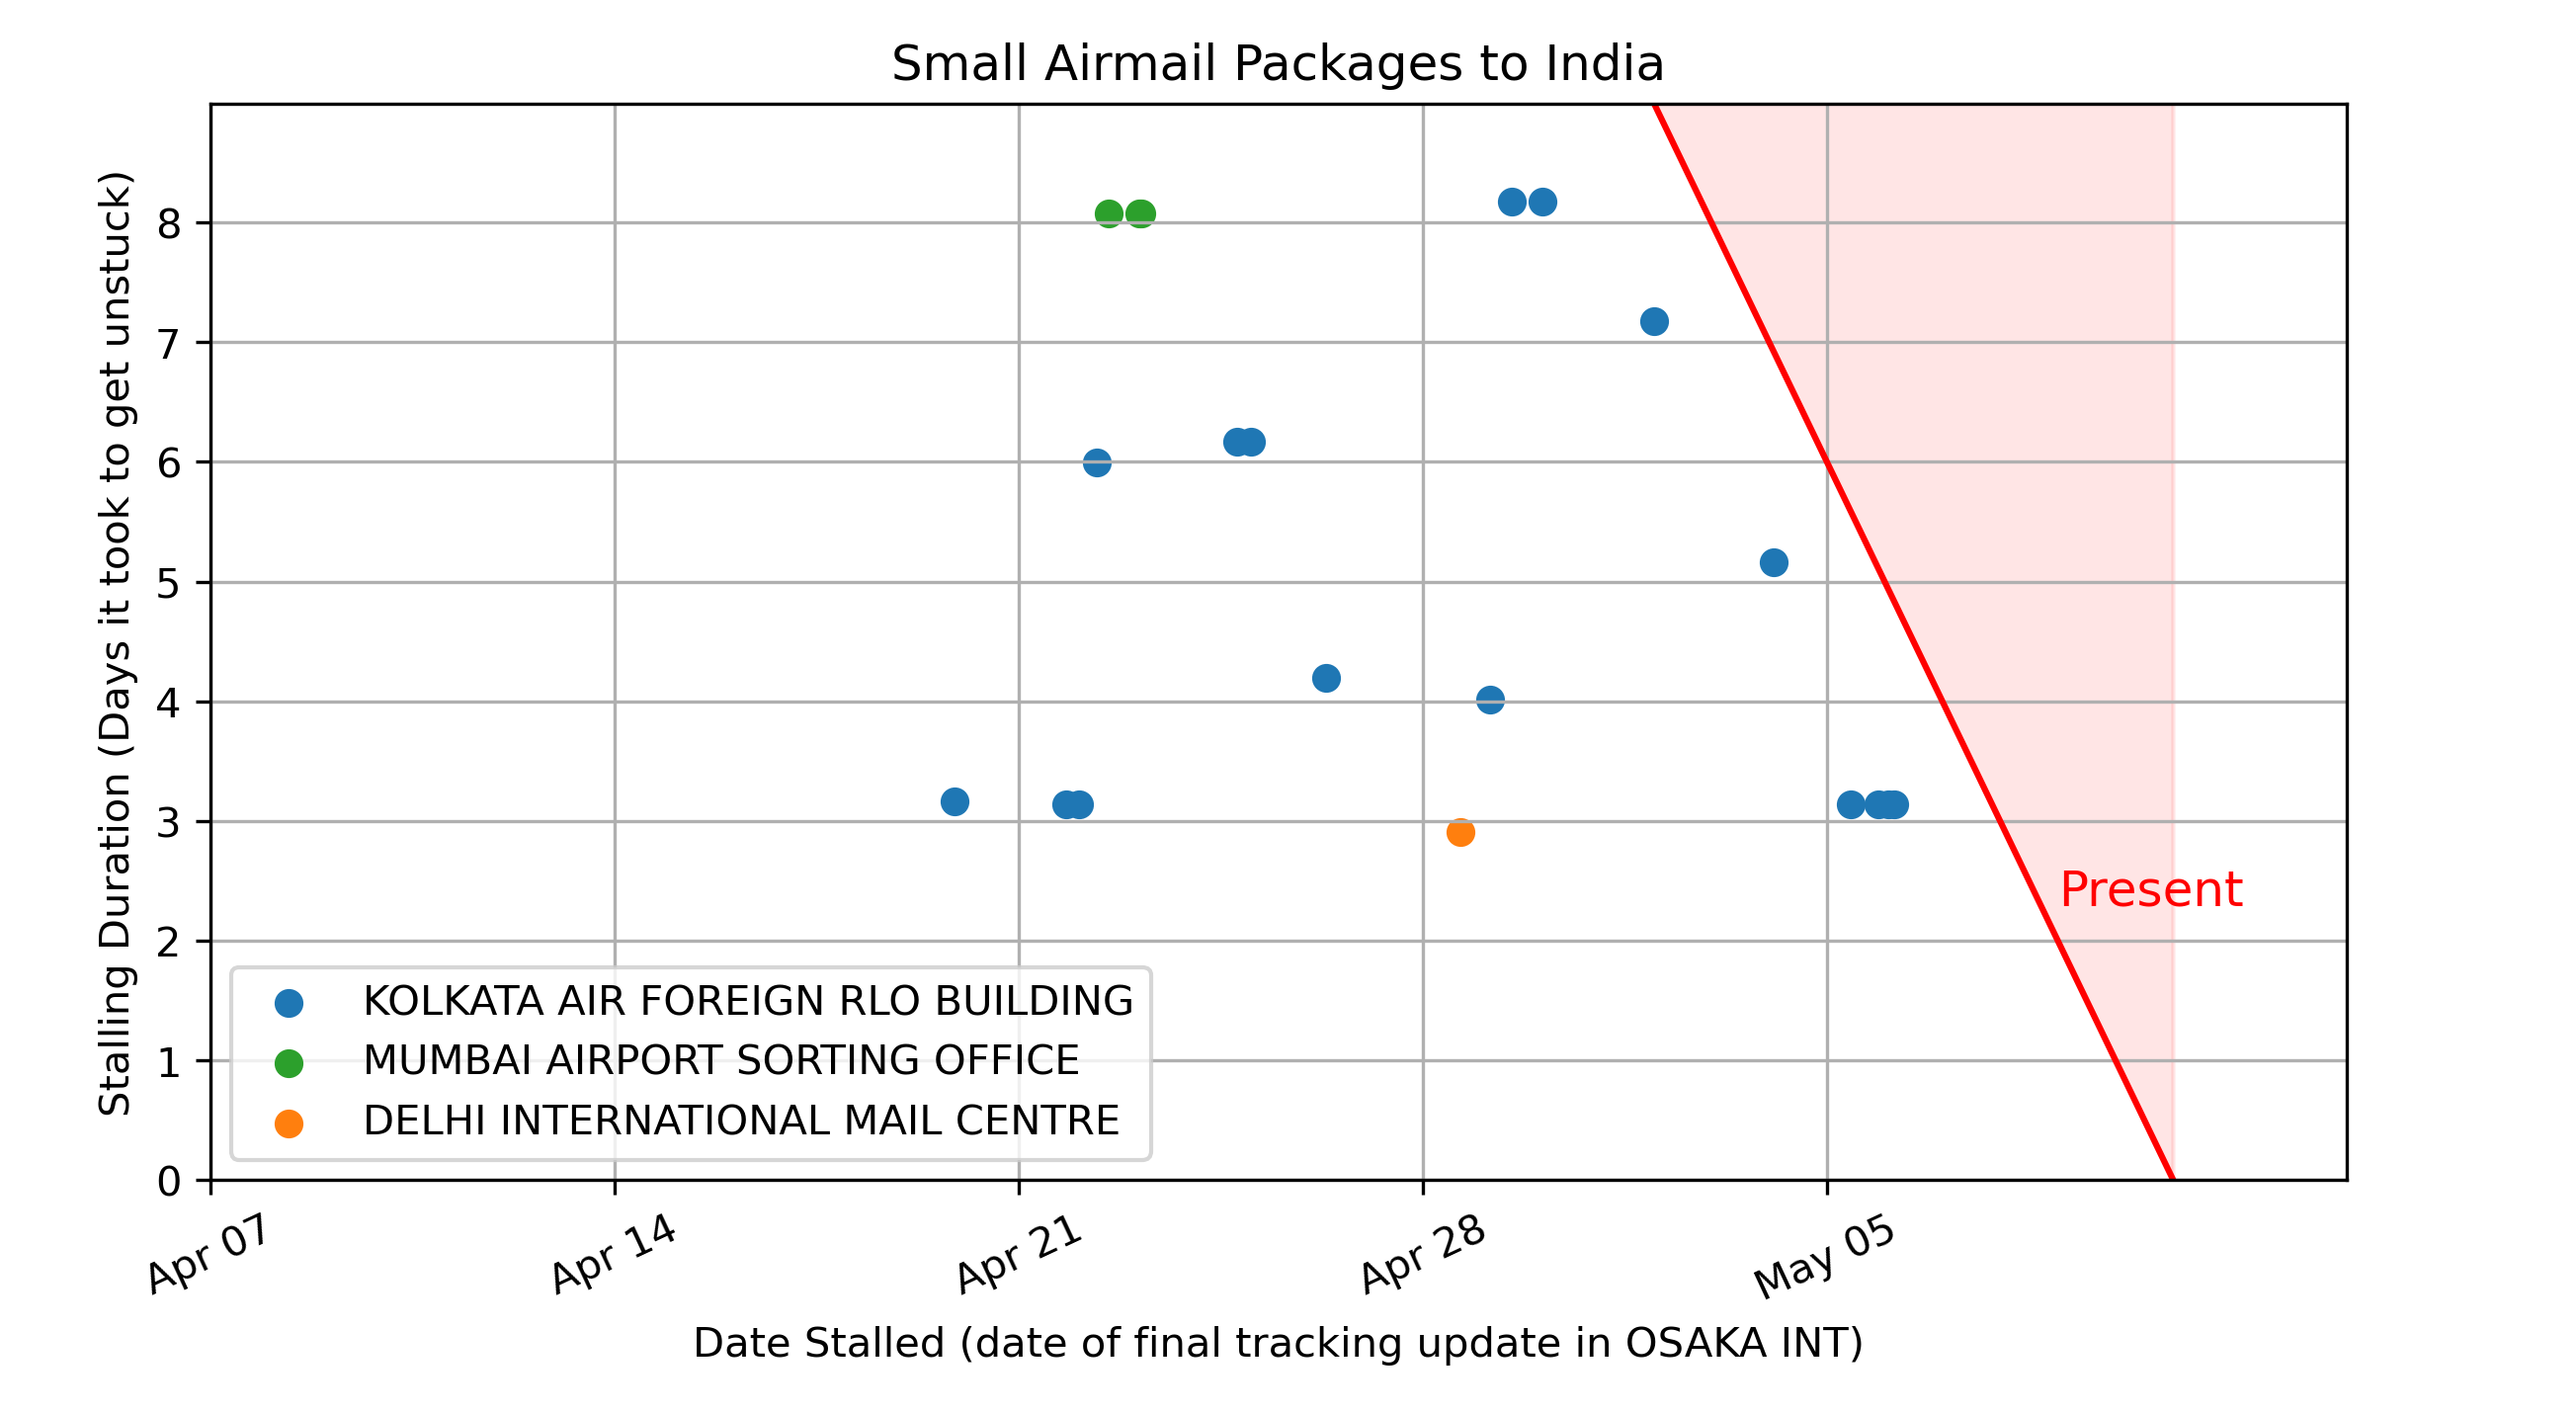 Small Airmail Packages to India
Stalling Duration (Days it took to get unstuck)
8
7
6
5
4
3
2
1
0
Present
KOLKATA AIR FOREIGN RLO BUILDING
MUMBAI AIRPORT SORTING OFFICE
DELHI INTERNATIONAL MAIL CENTRE
Apr 07 Apr 14 Apr 21 Apr 28 May 05
Date Stalled (date of final tracking update in OSAKA INT)